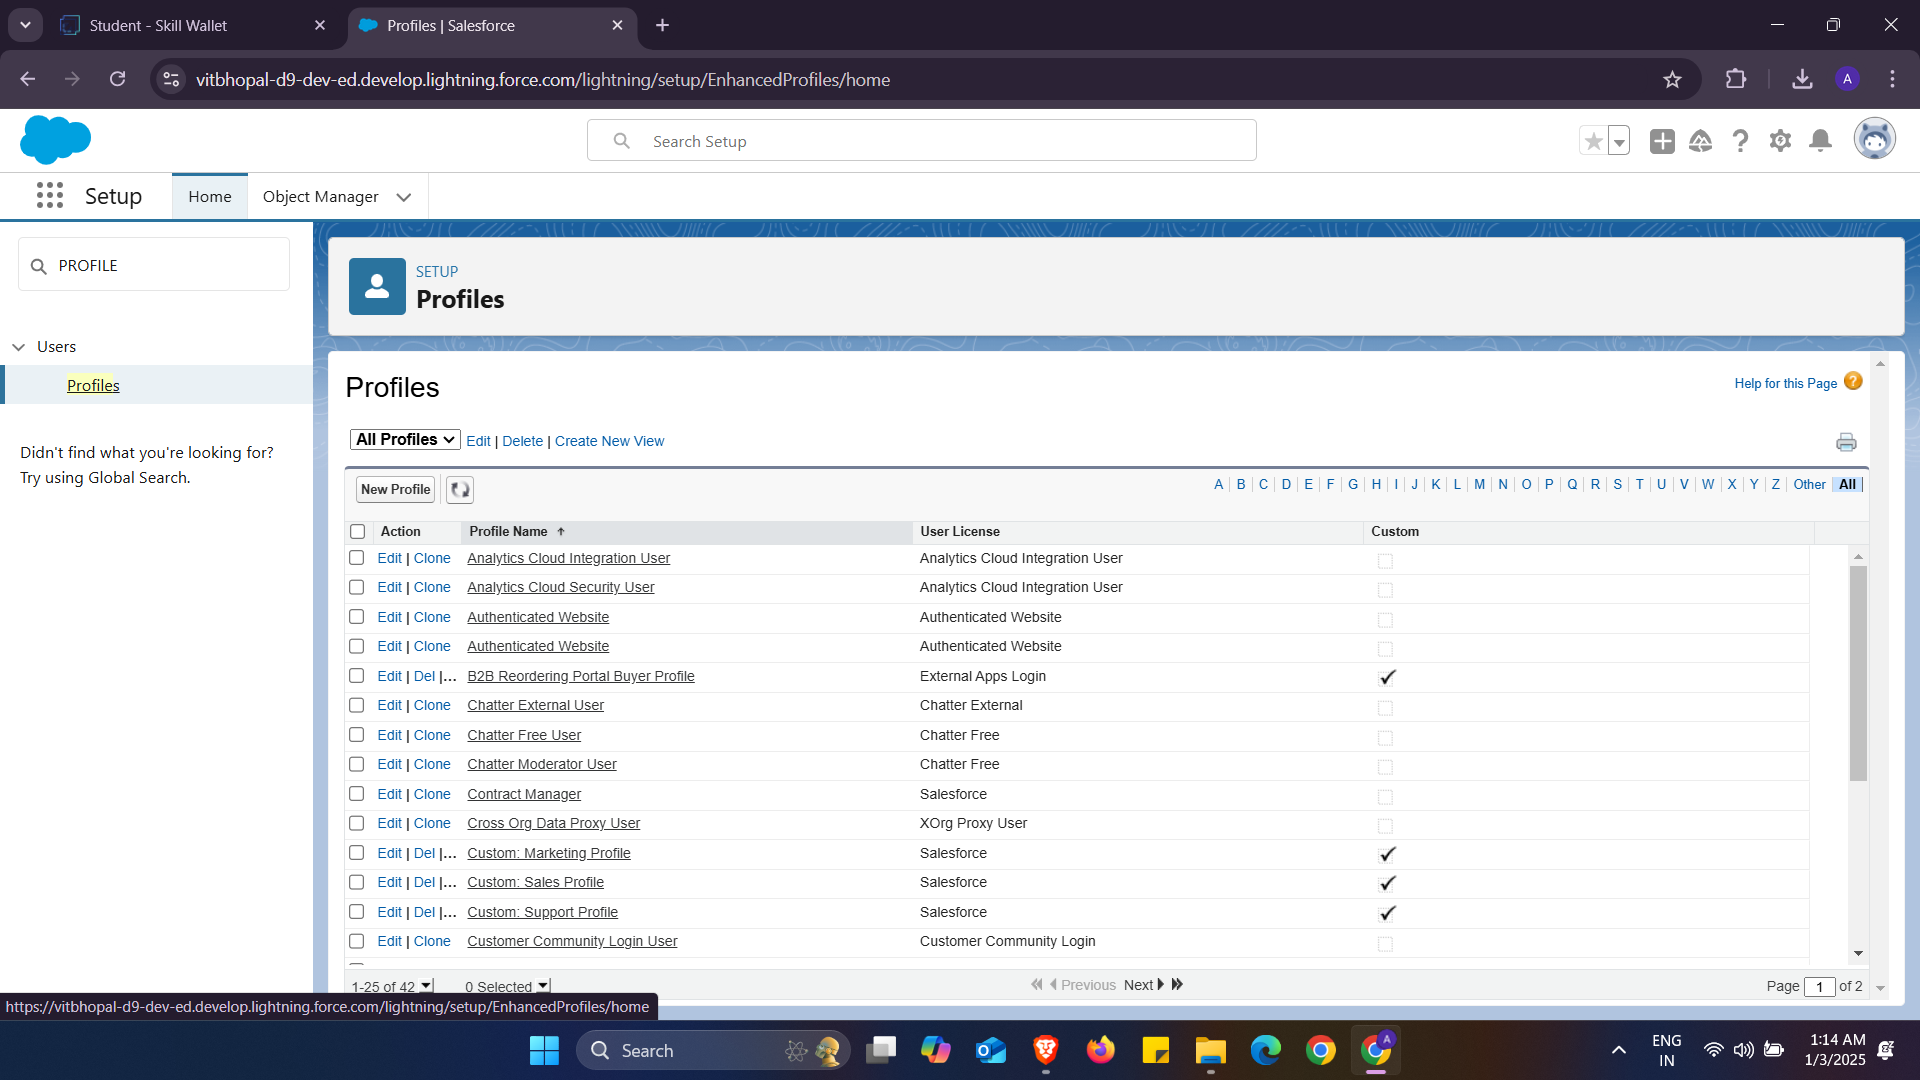 Student - Skill Wallet
Profiles | Salesforce
vitbhopal-d9-dev-ed.develop.lightning.force.com/lightning/setup/EnhancedProfiles/home
A
Search Setup
Setup
Home
Object Manager
PROFILE
Users
Profiles
Didn't find what you're looking for?
Try using Global Search.
SETUP
Profiles
Profiles
Help for this Page ?
All Profiles
Edit | Delete | Create New View
New Profile
A | B | C | D | E | F | G | H | I | J | K | L | M | N | O | P | Q | R | S | T | U | V | W | X | Y | Z | Other | All
Action Profile Name ↑ User License Custom
Edit | Clone Analytics Cloud Integration User Analytics Cloud Integration User
Edit | Clone Analytics Cloud Security User Analytics Cloud Integration User
Edit | Clone Authenticated Website Authenticated Website
Edit | Clone Authenticated Website Authenticated Website
Edit | Del |... B2B Reordering Portal Buyer Profile External Apps Login
Edit | Clone Chatter External User Chatter External
Edit | Clone Chatter Free User Chatter Free
Edit | Clone Chatter Moderator User Chatter Free
Edit | Clone Contract Manager Salesforce
Edit | Clone Cross Org Data Proxy User XOrg Proxy User
Edit | Del |... Custom: Marketing Profile Salesforce
Edit | Del |... Custom: Sales Profile Salesforce
Edit | Del |... Custom: Support Profile Salesforce
Edit | Clone Customer Community Login User Customer Community Login
1-25 of 42 0 Selected Previous Next Page 1 of 2
https://vitbhopal-d9-dev-ed.develop.lightning.force.com/lightning/setup/EnhancedProfiles/home
Search
A
ENG
IN
1:14 AM
1/3/2025